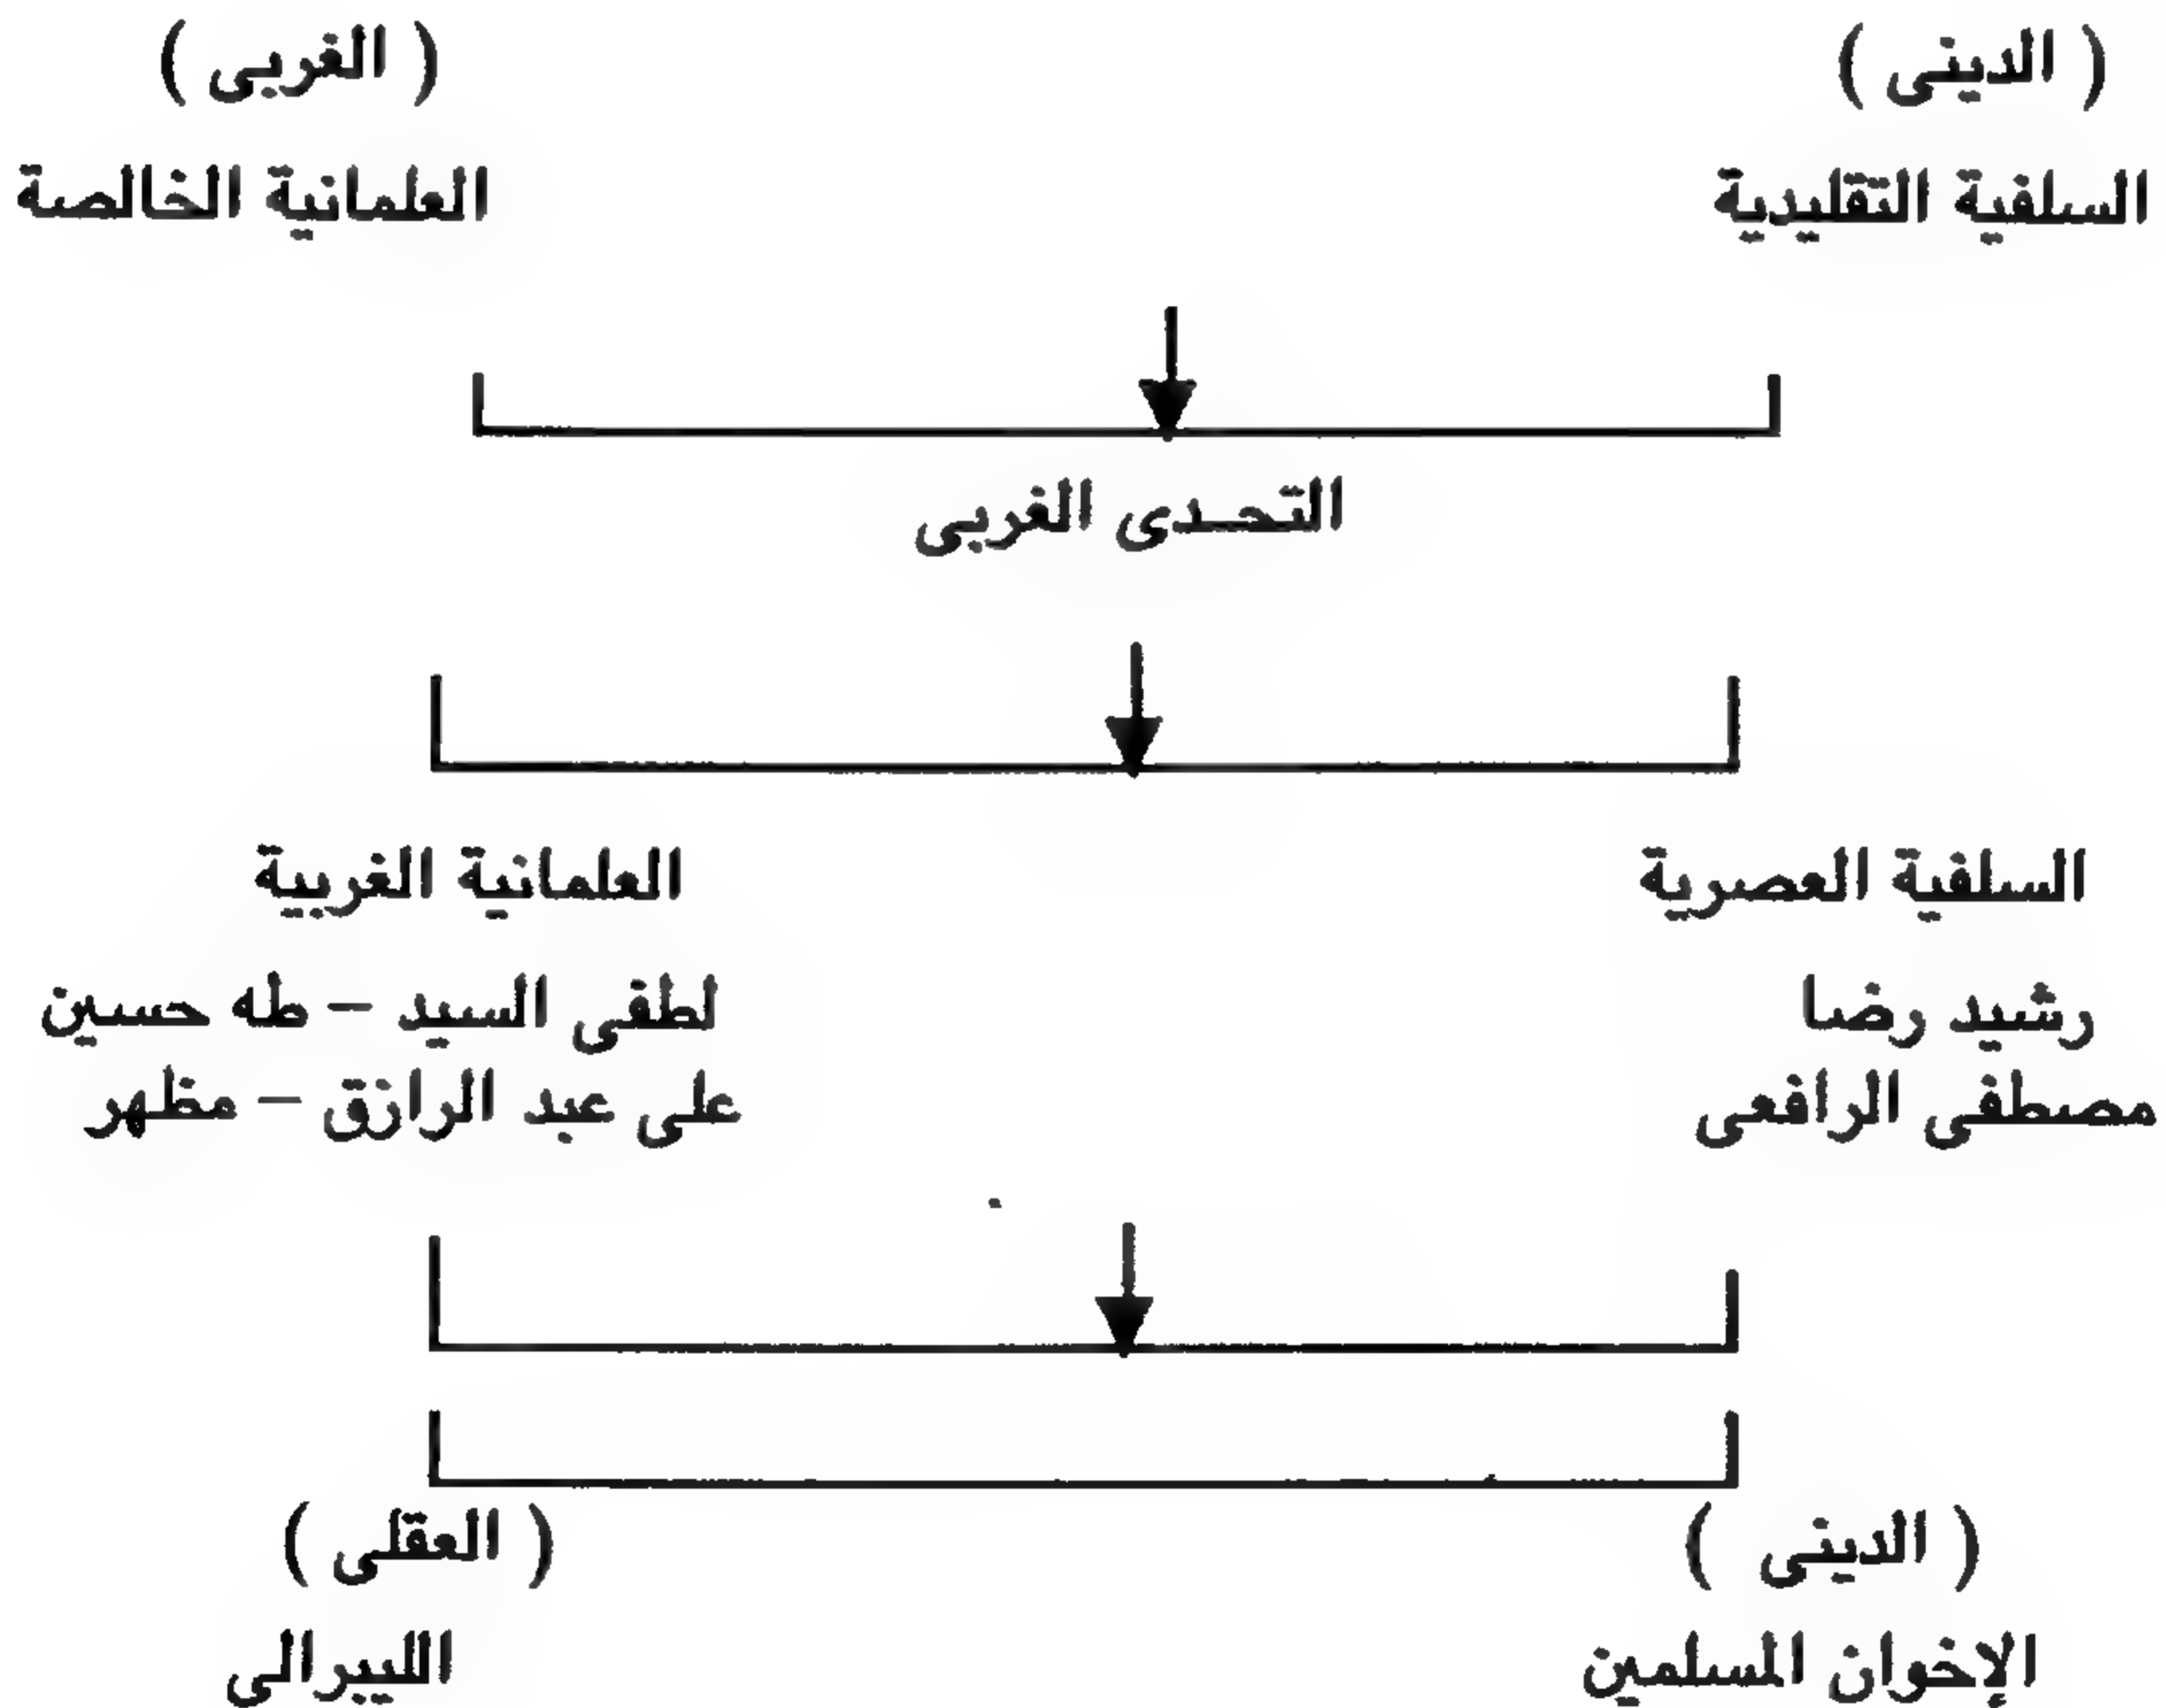 ( الدينى ) ( الغربى )
السلفية التقليدية العلمانية الخالصة
التحدى الغربى
السلفية العصرية العلمانية الغربية
رشيد رضا لطفى السيد – طه حسين
مصطفى الرافعى على عبد الرازق – مظهر
( الدينى ) ( العقلى )
الإخوان المسلمين الليبرالى